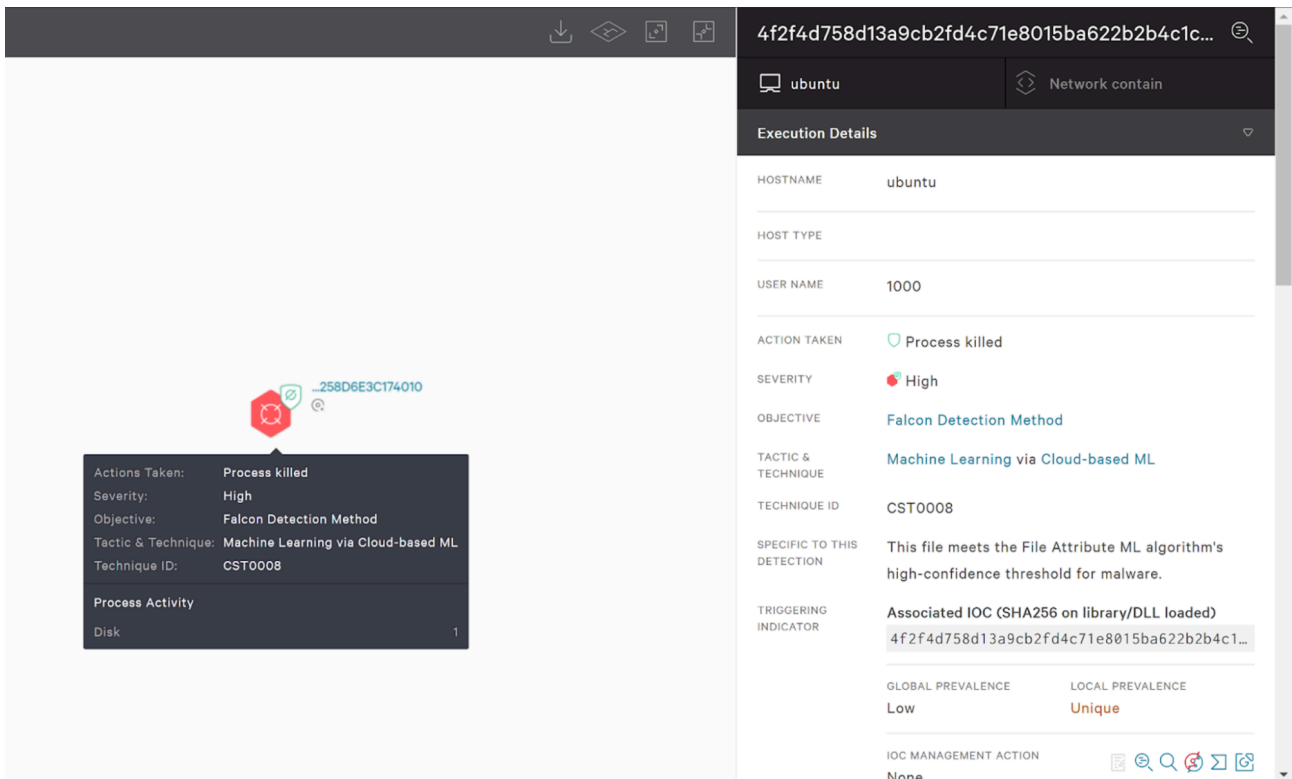 4f2f4d758d13a9cb2fd4c71e8015ba622b2b4c1c...
ubuntu
Network contain
Execution Details
HOSTNAME
ubuntu
HOST TYPE
USER NAME
1000
ACTION TAKEN
Process killed
SEVERITY
High
OBJECTIVE
Falcon Detection Method
TACTIC &
TECHNIQUE
Machine Learning via Cloud-based ML
TECHNIQUE ID
CST0008
SPECIFIC TO THIS
DETECTION
This file meets the File Attribute ML algorithm's
high-confidence threshold for malware.
TRIGGERING
INDICATOR
Associated IOC (SHA256 on library/DLL loaded)
4f2f4d758d13a9cb2fd4c71e8015ba622b2b4c1...
GLOBAL PREVALENCE
Low
LOCAL PREVALENCE
Unique
IOC MANAGEMENT ACTION
None
...258D6E3C174010
Actions Taken: Process killed
Severity: High
Objective: Falcon Detection Method
Tactic & Technique: Machine Learning via Cloud-based ML
Technique ID: CST0008
Process Activity
Disk 1